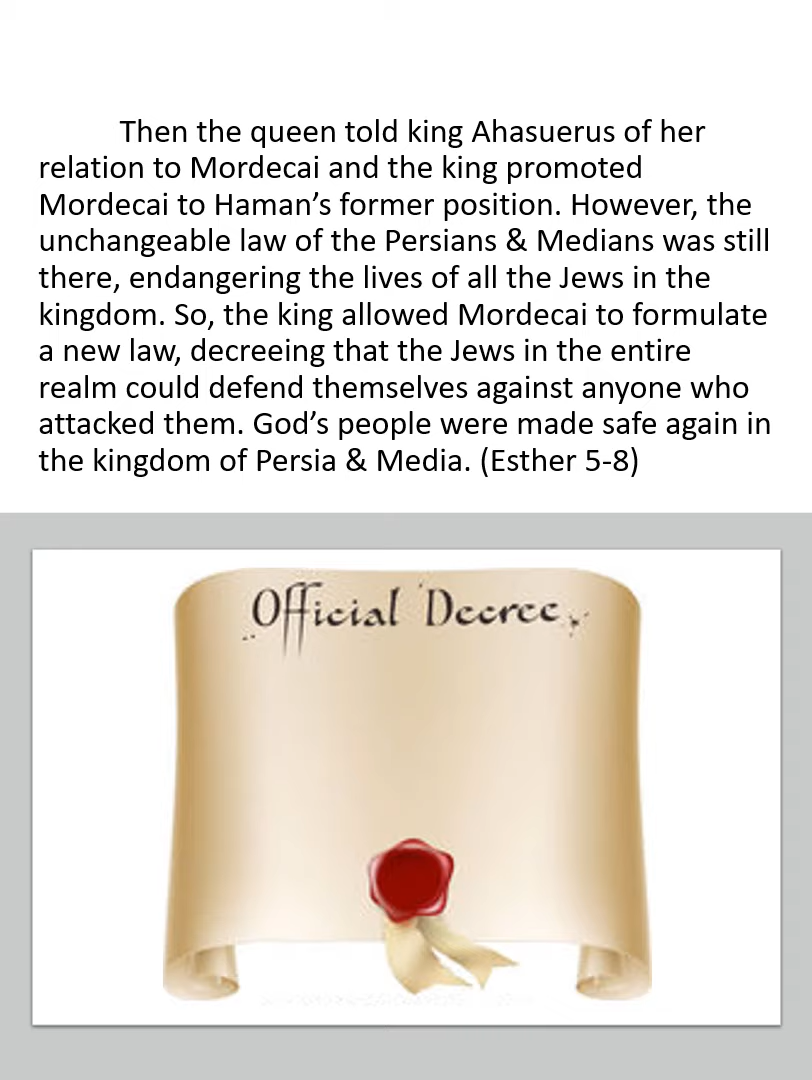 Then the queen told king Ahasuerus of her
relation to Mordecai and the king promoted
Mordecai to Haman’s former position. However, the
unchangeable law of the Persians & Medians was still
there, endangering the lives of all the Jews in the
kingdom. So, the king allowed Mordecai to formulate
a new law, decreeing that the Jews in the entire
realm could defend themselves against anyone who
attacked them. God’s people were made safe again in
the kingdom of Persia & Media. (Esther 5-8)
Official Decree